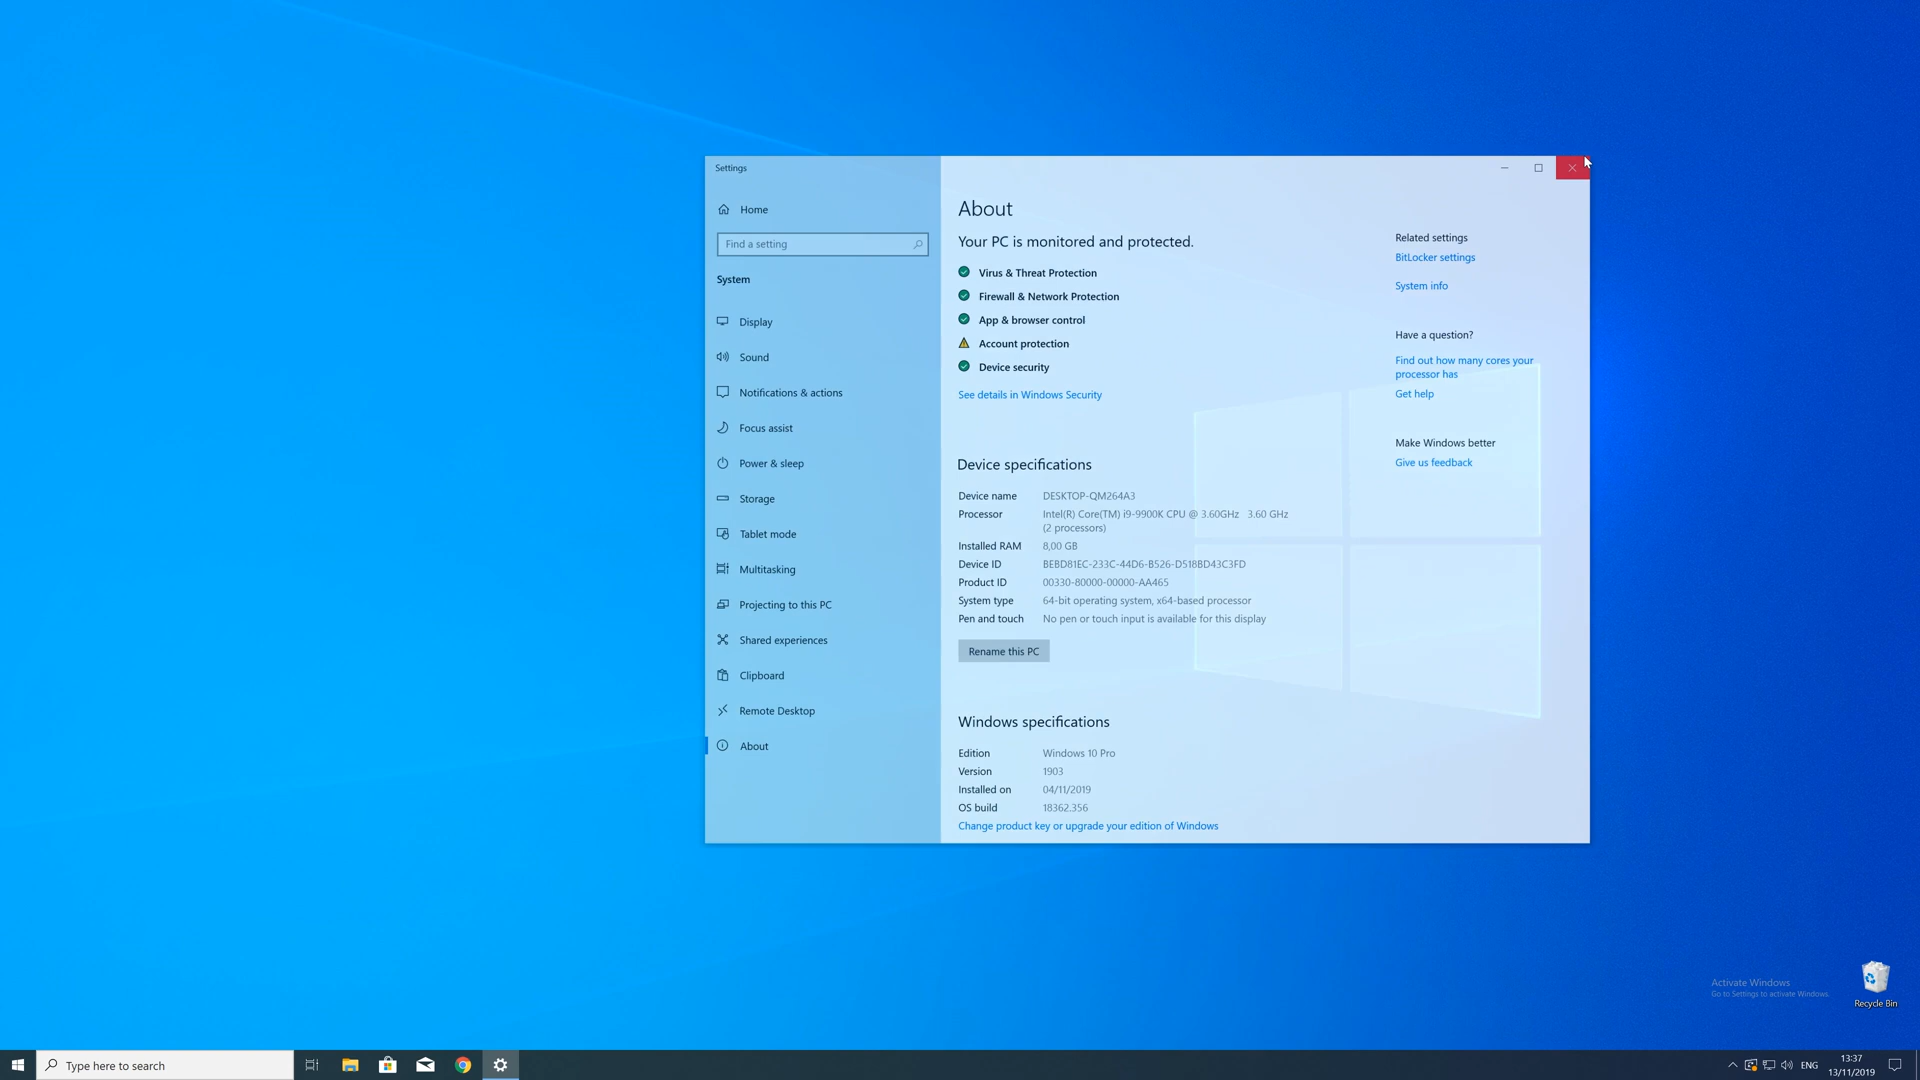 Settings
Home
Find a setting
System
Display
Sound
Notifications & actions
Focus assist
Power & sleep
Storage
Tablet mode
Multitasking
Projecting to this PC
Shared experiences
Clipboard
Remote Desktop
About
About
Your PC is monitored and protected.
Virus & Threat Protection
Firewall & Network Protection
App & browser control
Account protection
Device security
See details in Windows Security
Device specifications
Device name DESKTOP-QM264A3
Processor Intel(R) Core(TM) i9-9900K CPU @ 3.60GHz 3.60 GHz
(2 processors)
Installed RAM 8,00 GB
Device ID BEBD81EC-233C-44D6-B526-D518BD43C3FD
Product ID 00330-80000-00000-AA465
System type 64-bit operating system, x64-based processor
Pen and touch No pen or touch input is available for this display
Rename this PC
Windows specifications
Edition Windows 10 Pro
Version 1903
Installed on 04/11/2019
OS build 18362.356
Change product key or upgrade your edition of Windows
Related settings
BitLocker settings
System info
Have a question?
Find out how many cores your
processor has
Get help
Make Windows better
Give us feedback
Activate Windows
Go to Settings to activate Windows.
Recycle Bin
Type here to search
ENG
13:37
13/11/2019